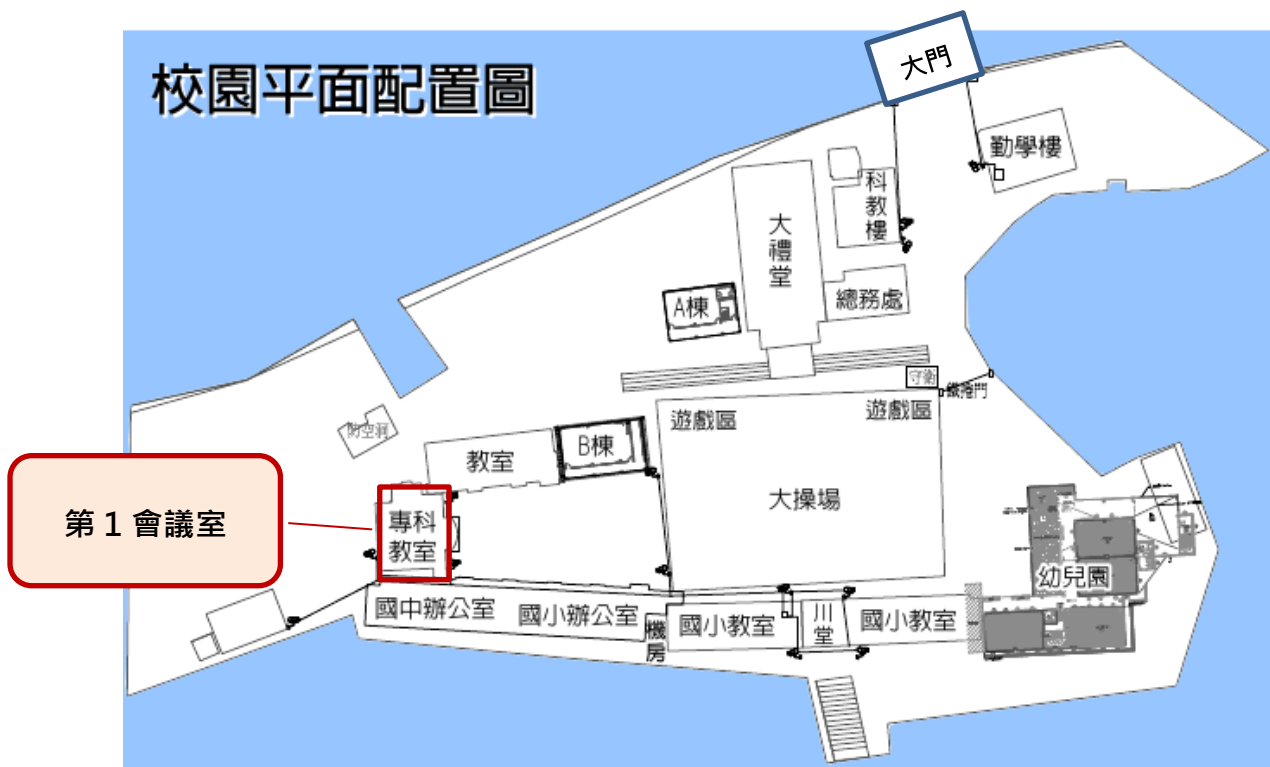 大門
校園平面配置圖
勤學樓
科教樓
大禮堂
總務處
A棟
守衛
鐵捲門
遊戲區
遊戲區
防空洞
B棟
教室
大操場
第1會議室
專科
教室
幼兒園
國中辦公室
國小辦公室
機房
國小教室
川堂
國小教室